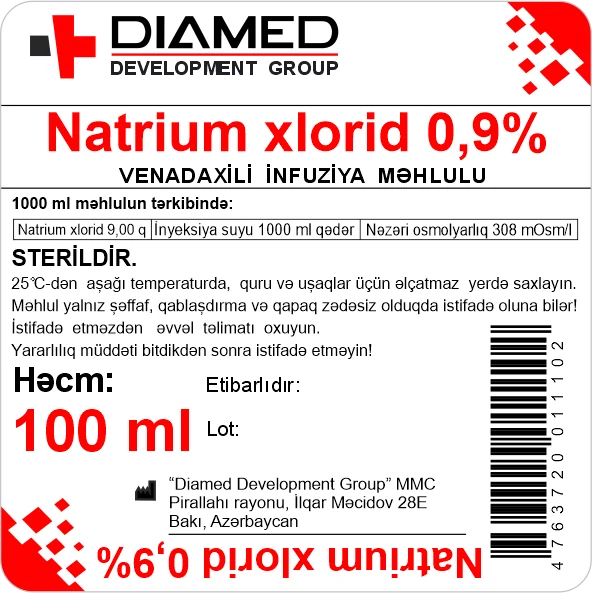 DIAMED
DEVELOPMENT GROUP
Natrium xlorid 0,9%
VENADAXİLİ İNFUZİYA MƏHLULU
1000 ml məhlulun tərkibində:
Natrium xlorid 9,00 q İnyeksiya suyu 1000 ml qədər Nəzəri osmolyarlıq 308 mOsm/l
STERİLDİR.
25°C-dən aşağı temperaturda, quru və uşaqlar üçün əlçatmaz yerdə saxlayın.
Məhlul yalnız şəffaf, qablaşdırma və qapaq zədəsiz olduqda istifadə oluna bilər!
İstifadə etməzdən əvvəl təlimatı oxuyun.
Yararlılıq müddəti bitdikdən sonra istifadə etməyin!
Həcm:
100 ml
Etibarlıdır:
Lot:
“Diamed Development Group” MMC
Pirallahı rayonu, İlqar Məcidov 28E
Bakı, Azərbaycan
4763720011102
Natrium xlorid 0,9%